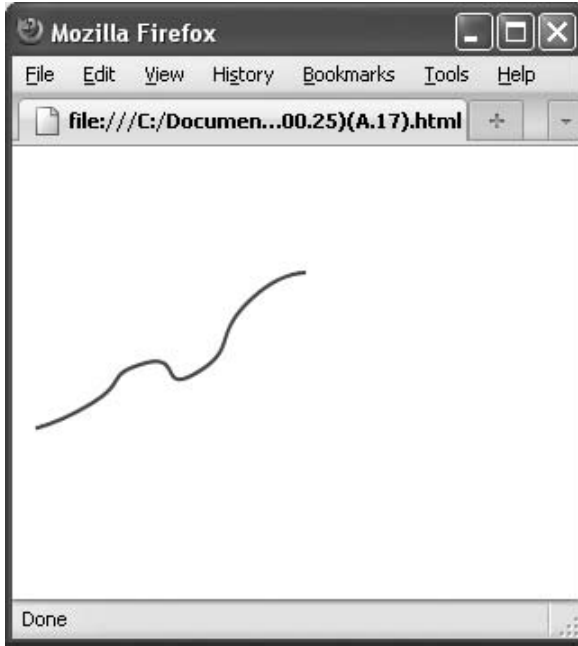 Mozilla Firefox
File Edit View History Bookmarks Tools Help
file:///C:/Documen...00.25)(A.17).html
Done